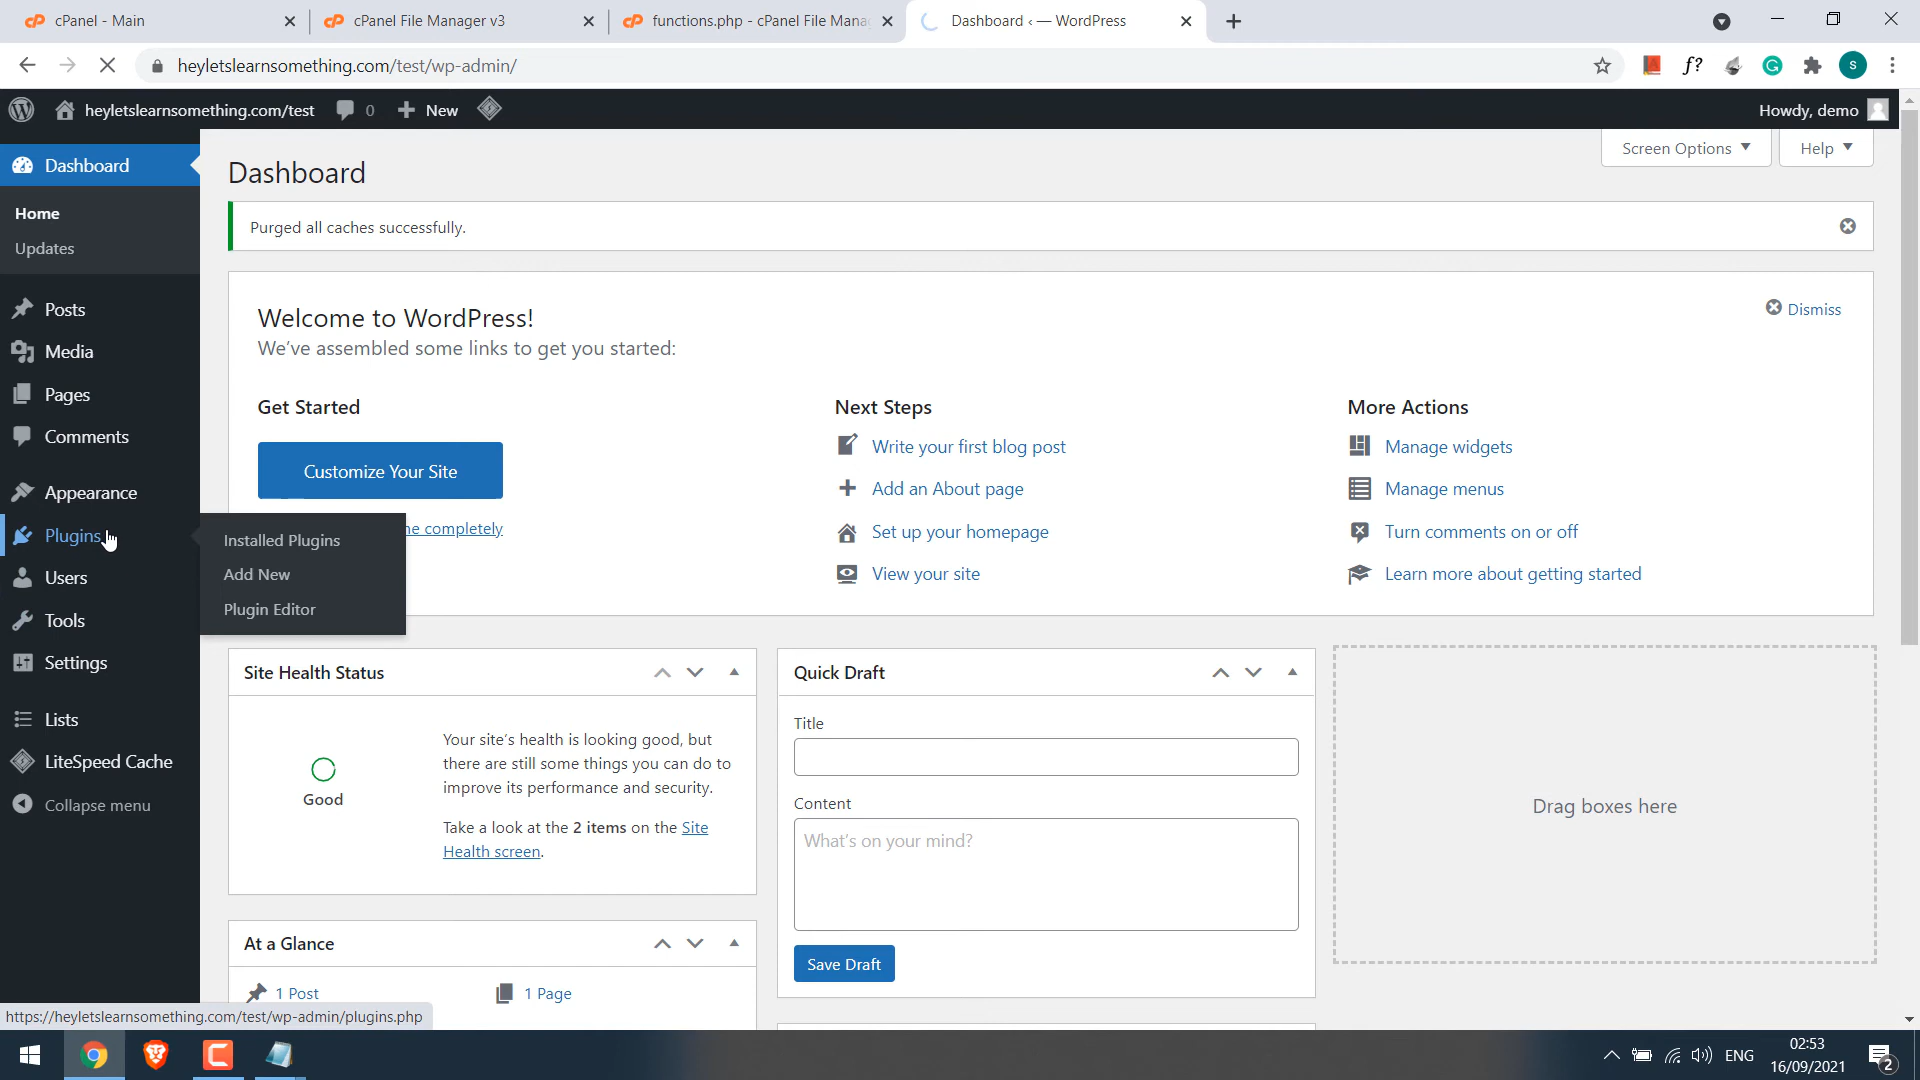 cPanel - Main
cPanel File Manager v3
functions.php - cPanel File Mana
Dashboard ‹ — WordPress
heyletslearnsomething.com/test/wp-admin/
f?
S
heyletslearnsomething.com/test
0
New
Howdy, demo
Dashboard
Home
Updates
Posts
Media
Pages
Comments
Appearance
Plugins
Users
Tools
Settings
Lists
LiteSpeed Cache
Collapse menu
Installed Plugins
Add New
Plugin Editor
Screen Options
Help
Dashboard
Purged all caches successfully.
Welcome to WordPress!
We've assembled some links to get you started:
Dismiss
Get Started
Customize Your Site
me completely
Next Steps
Write your first blog post
Add an About page
Set up your homepage
View your site
More Actions
Manage widgets
Manage menus
Turn comments on or off
Learn more about getting started
Site Health Status
Good
Your site's health is looking good, but
there are still some things you can do to
improve its performance and security.
Take a look at the 2 items on the Site
Health screen.
At a Glance
1 Post
1 Page
Quick Draft
Title
Content
What's on your mind?
Save Draft
Drag boxes here
https://heyletslearnsomething.com/test/wp-admin/plugins.php
ENG
02:53
16/09/2021
2